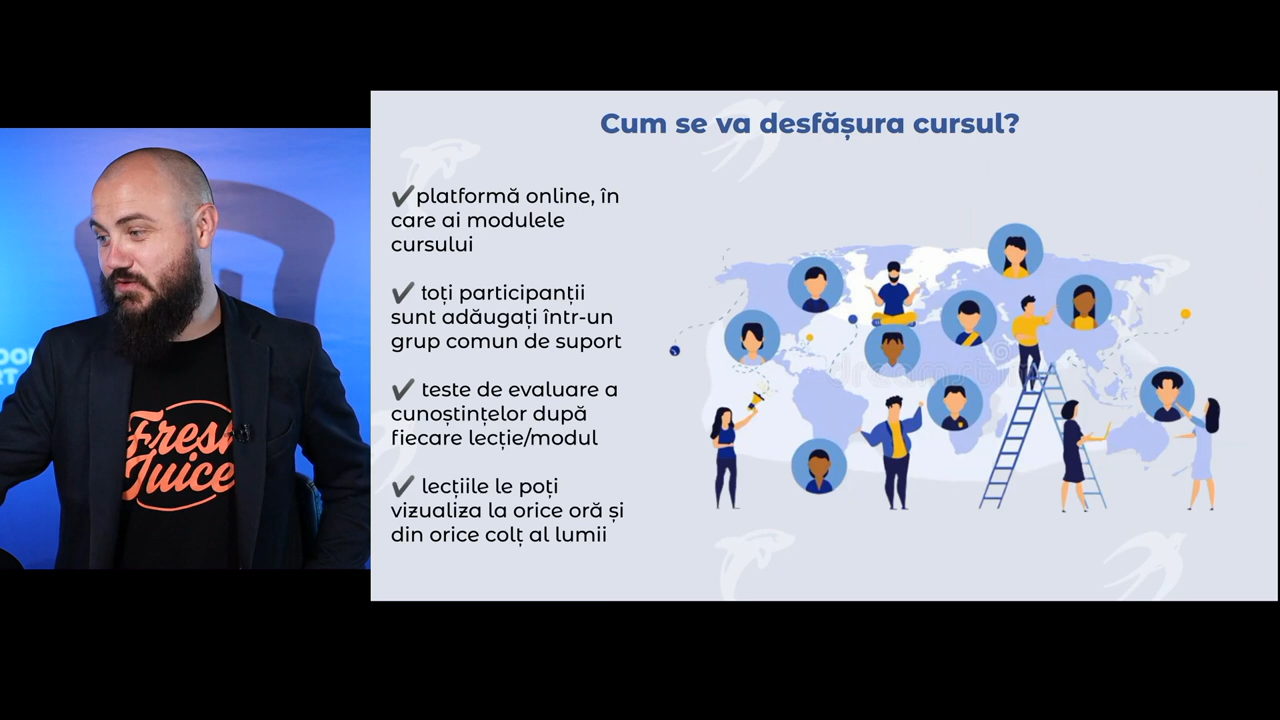 Cum se va desfășura cursul?
✔platformă online, în
care ai modulele
cursului
✔ toți participanții
sunt adăugați într-un
grup comun de suport
✔ teste de evaluare a
cunoștințelor după
fiecare lecție/modul
✔ lecțiile le poți
vizualiza la orice oră și
din orice colț al lumii
Fresh
Juice